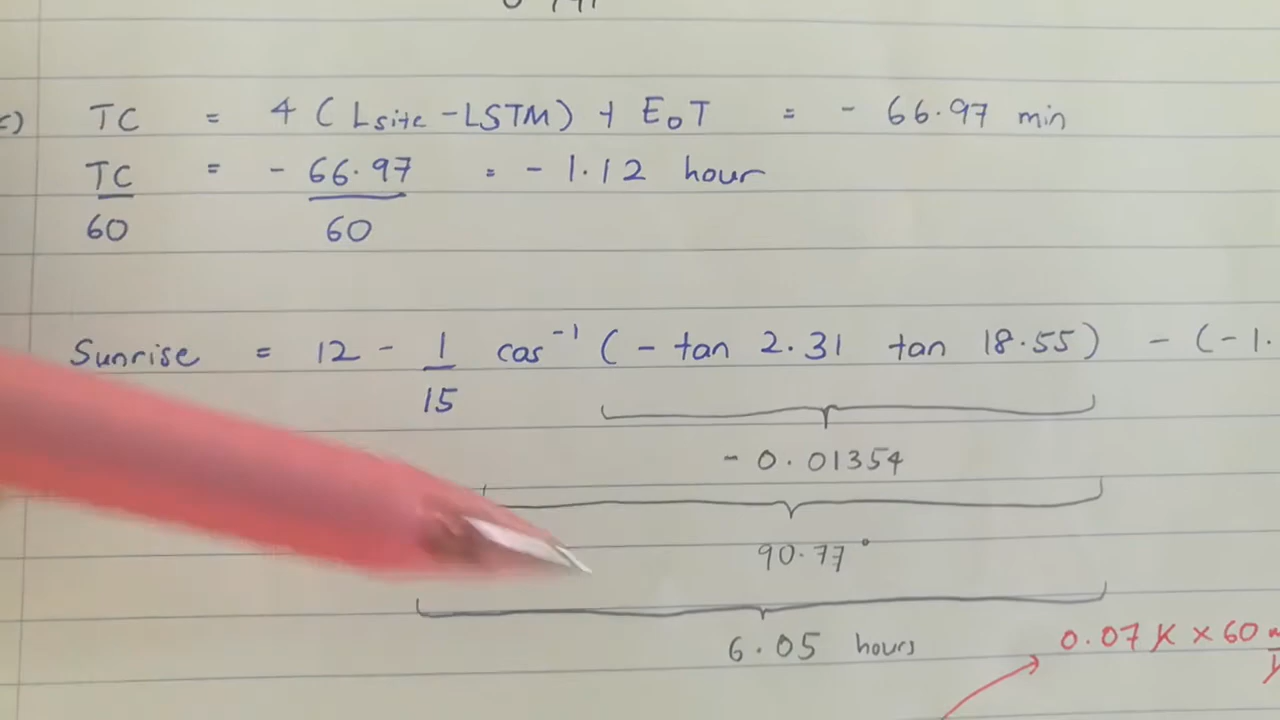 c) TC = 4 ( Lsite - LSTM ) + EoT = - 66.97 min
TC = - 66.97 = - 1.12 hour
60 60
Sunrise = 12 - 1 cos⁻¹ ( - tan 2.31 tan 18.55 ) - ( - 1.
15
- 0.01354
90.77°
6.05 hours
0.07 K x 60